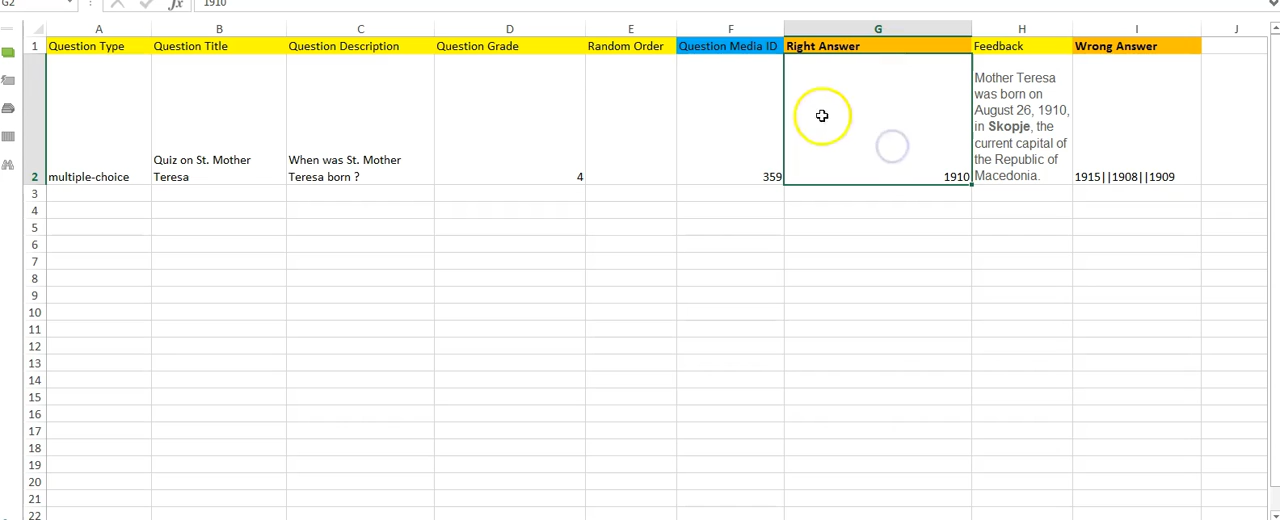 G2 : fx 1910
A B C D E F G H I J
1 Question Type Question Title Question Description Question Grade Random Order Question Media ID Right Answer Feedback Wrong Answer
Mother Teresa
was born on
August 26, 1910,
in Skopje, the
current capital of
the Republic of
Macedonia.
Quiz on St. Mother
Teresa
When was St. Mother
Teresa born ?
2 multiple-choice 4 359 1910 1915||1908||1909
3
4
5
6
7
8
9
10
11
12
13
14
15
16
17
18
19
20
21
22